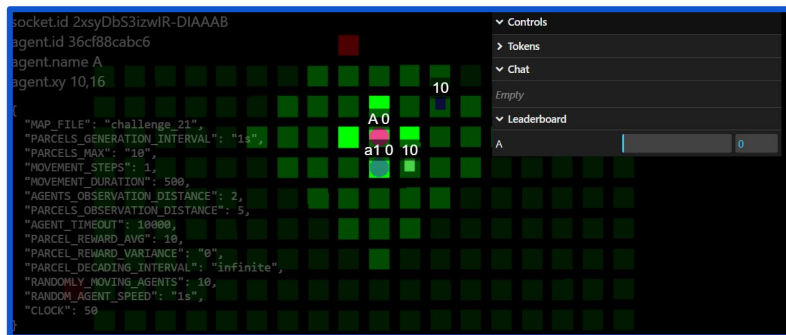 socket.id 2xsyDbS3izwlR-DIAAAB
agent.id 36cf88cabc6
agent.name A
agent.xy 10,16
{
"MAP_FILE": "challenge_21",
"PARCELS_GENERATION_INTERVAL": "1s",
"PARCELS_MAX": "10",
"MOVEMENT_STEPS": 1,
"MOVEMENT_DURATION": 500,
"AGENTS_OBSERVATION_DISTANCE": 2,
"PARCELS_OBSERVATION_DISTANCE": 5,
"AGENT_TIMEOUT": 10000,
"PARCEL_REWARD_AVG": 10,
"PARCEL_REWARD_VARIANCE": "0",
"PARCEL_DECADING_INTERVAL": "infinite",
"RANDOMLY_MOVING_AGENTS": 10,
"RANDOM_AGENT_SPEED": "1s",
"CLOCK": 50
}
10
A 0
a1 0 10
Controls
Tokens
Chat
Empty
Leaderboard
A 0